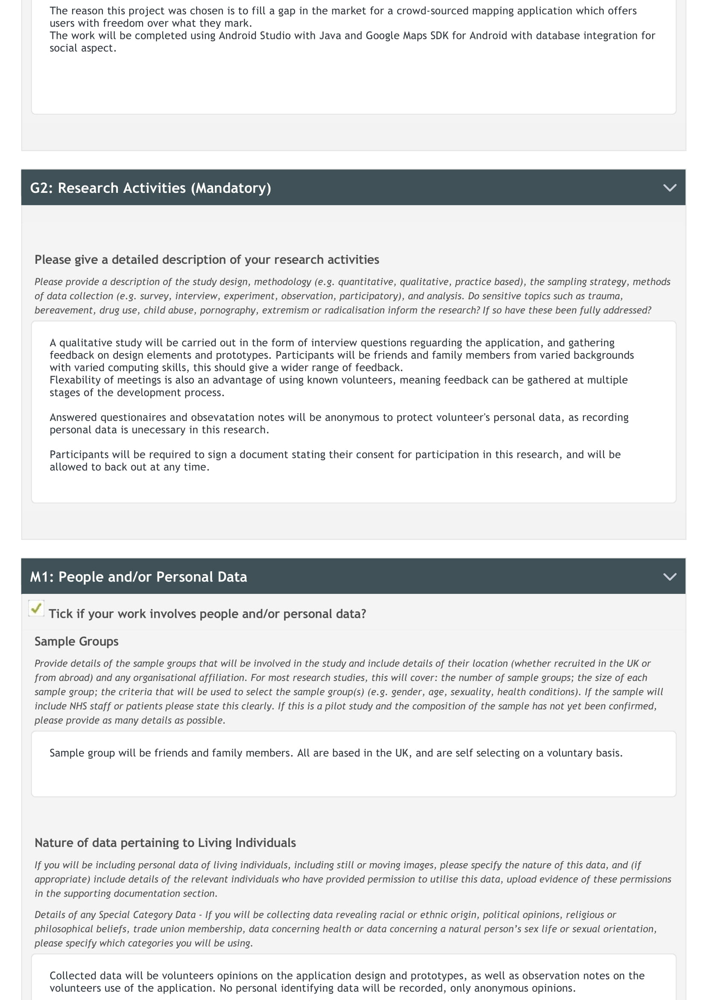 The reason this project was chosen is to fill a gap in the market for a crowd-sourced mapping application which offers
users with freedom over what they mark.
The work will be completed using Android Studio with Java and Google Maps SDK for Android with database integration for
social aspect.
G2: Research Activities (Mandatory)
Please give a detailed description of your research activities
Please provide a description of the study design, methodology (e.g. quantitative, qualitative, practice based), the sampling strategy, methods
of data collection (e.g. survey, interview, experiment, observation, participatory), and analysis. Do sensitive topics such as trauma,
bereavement, drug use, child abuse, pornography, extremism or radicalisation inform the research? If so have these been fully addressed?
A qualitative study will be carried out in the form of interview questions reguarding the application, and gathering
feedback on design elements and prototypes. Participants will be friends and family members from varied backgrounds
with varied computing skills, this should give a wider range of feedback.
Flexability of meetings is also an advantage of using known volunteers, meaning feedback can be gathered at multiple
stages of the development process.
Answered questionaires and obsevatation notes will be anonymous to protect volunteer's personal data, as recording
personal data is unecessary in this research.
Participants will be required to sign a document stating their consent for participation in this research, and will be
allowed to back out at any time.
M1: People and/or Personal Data
Tick if your work involves people and/or personal data?
Sample Groups
Provide details of the sample groups that will be involved in the study and include details of their location (whether recruited in the UK or
from abroad) and any organisational affiliation. For most research studies, this will cover: the number of sample groups; the size of each
sample group; the criteria that will be used to select the sample group(s) (e.g. gender, age, sexuality, health conditions). If the sample will
include NHS staff or patients please state this clearly. If this is a pilot study and the composition of the sample has not yet been confirmed,
please provide as many details as possible.
Sample group will be friends and family members. All are based in the UK, and are self selecting on a voluntary basis.
Nature of data pertaining to Living Individuals
If you will be including personal data of living individuals, including still or moving images, please specify the nature of this data, and (if
appropriate) include details of the relevant individuals who have provided permission to utilise this data, upload evidence of these permissions
in the supporting documentation section.
Details of any Special Category Data - If you will be collecting data revealing racial or ethnic origin, political opinions, religious or
philosophical beliefs, trade union membership, data concerning health or data concerning a natural person’s sex life or sexual orientation,
please specify which categories you will be using.
Collected data will be volunteers opinions on the application design and prototypes, as well as observation notes on the
volunteers use of the application. No personal identifying data will be recorded, only anonymous opinions.